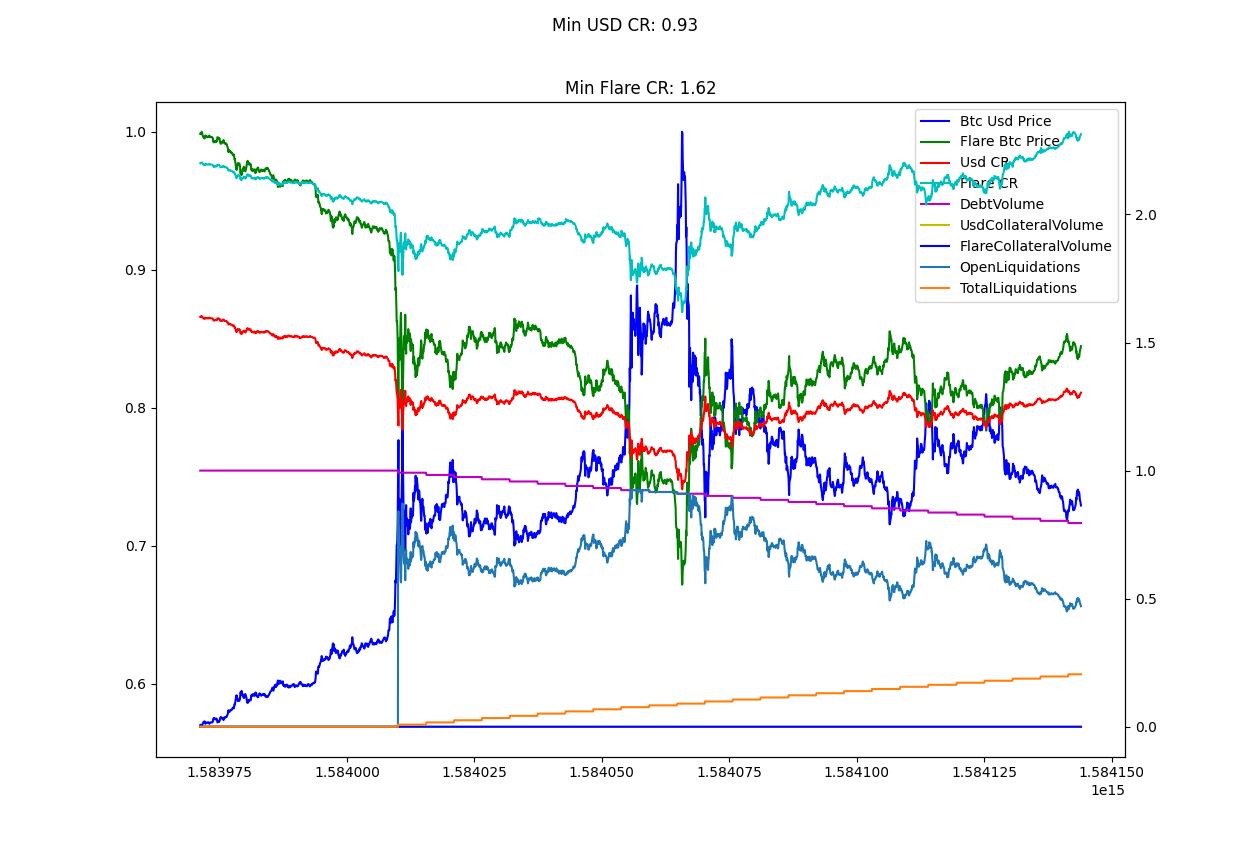 Min USD CR: 0.93
Min Flare CR: 1.62
Btc Usd Price
Flare Btc Price
Usd CR
Flare CR
DebtVolume
UsdCollateralVolume
FlareCollateralVolume
OpenLiquidations
TotalLiquidations
1.0
0.9
0.8
0.7
0.6
2.0
1.5
1.0
0.5
0.0
1.583975 1.584000 1.584025 1.584050 1.584075 1.584100 1.584125 1.584150
1e15